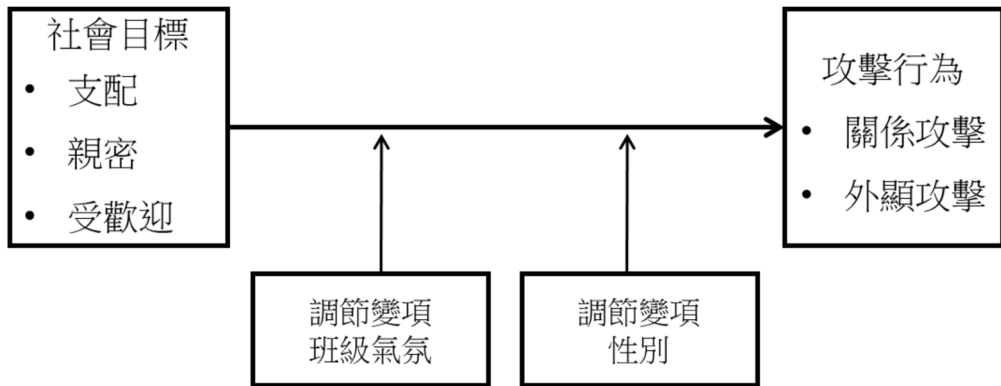 社會目標
• 支配
• 親密
• 受歡迎
攻擊行為
• 關係攻擊
• 外顯攻擊
調節變項
班級氣氛
調節變項
性別